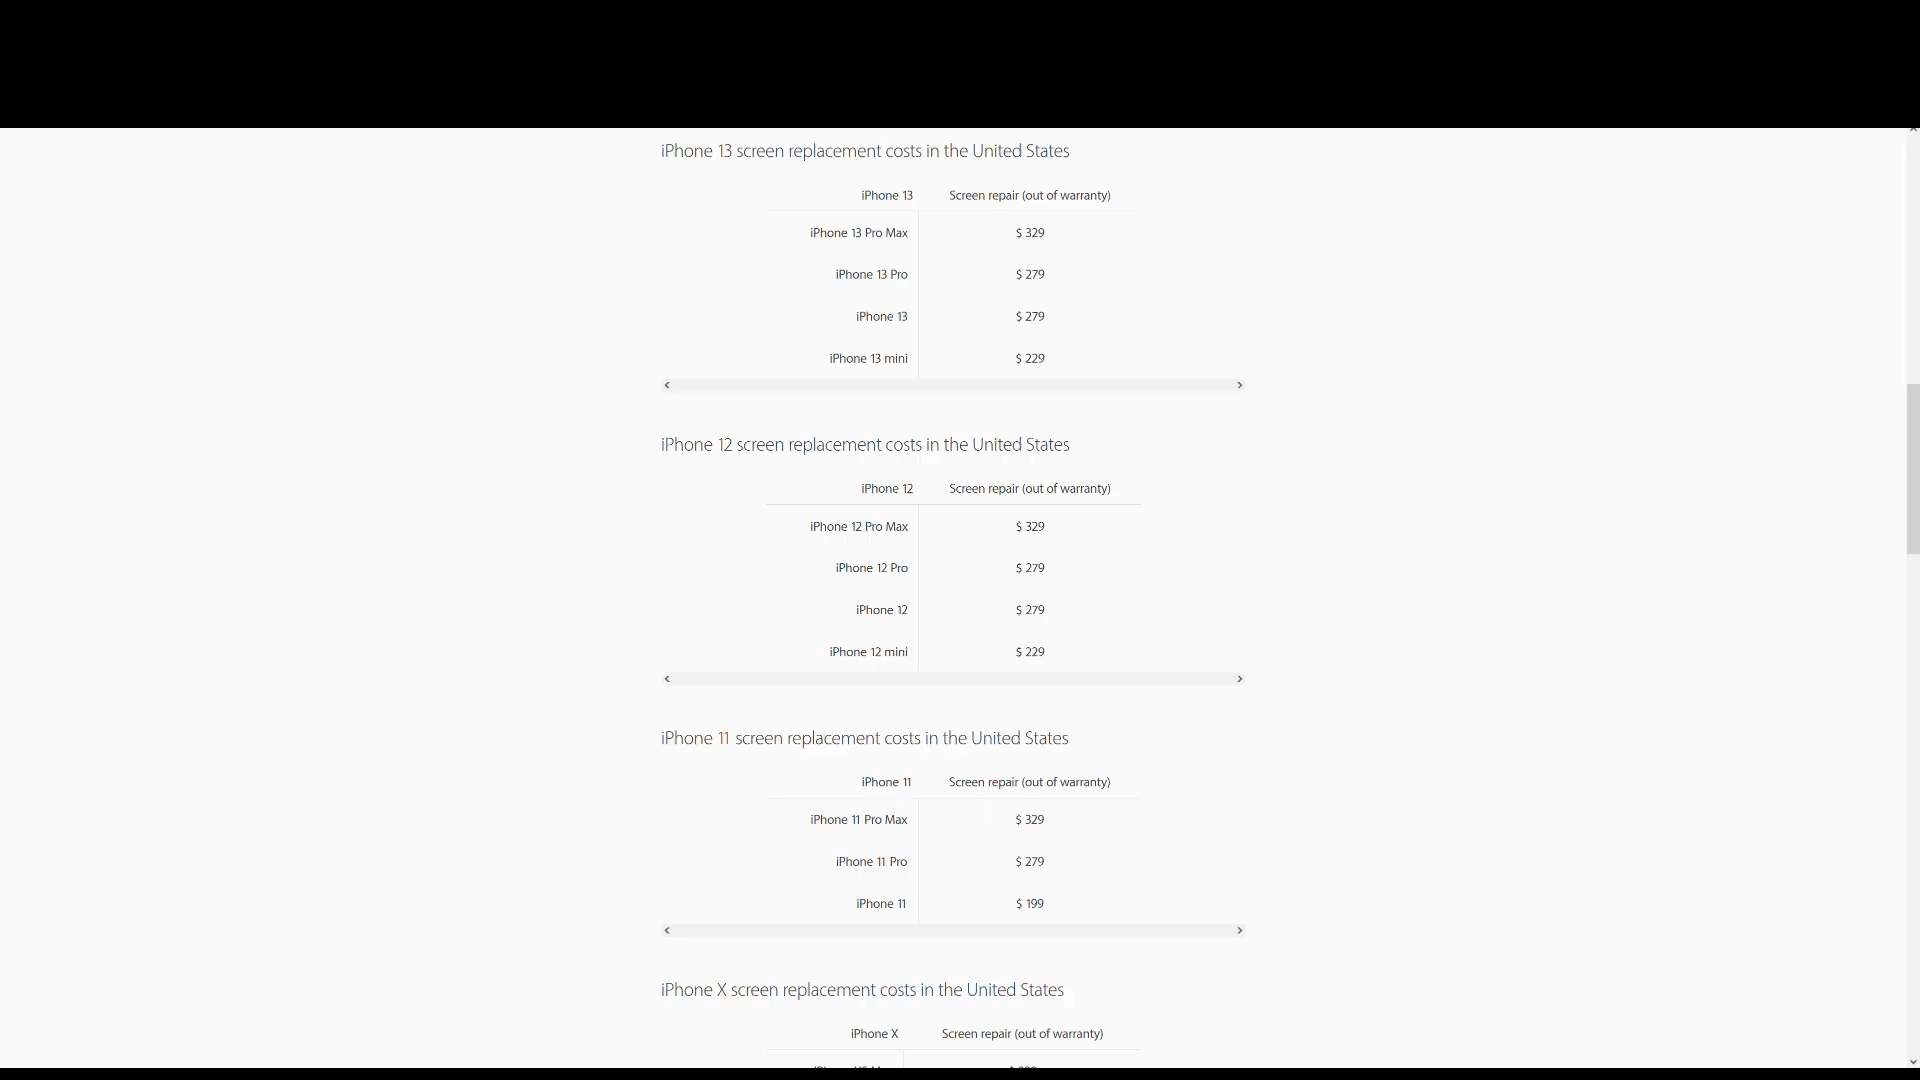 iPhone 13 screen replacement costs in the United States
iPhone 13 Screen repair (out of warranty)
iPhone 13 Pro Max $ 329
iPhone 13 Pro $ 279
iPhone 13 $ 279
iPhone 13 mini $ 229
iPhone 12 screen replacement costs in the United States
iPhone 12 Screen repair (out of warranty)
iPhone 12 Pro Max $ 329
iPhone 12 Pro $ 279
iPhone 12 $ 279
iPhone 12 mini $ 229
iPhone 11 screen replacement costs in the United States
iPhone 11 Screen repair (out of warranty)
iPhone 11 Pro Max $ 329
iPhone 11 Pro $ 279
iPhone 11 $ 199
iPhone X screen replacement costs in the United States
iPhone X Screen repair (out of warranty)